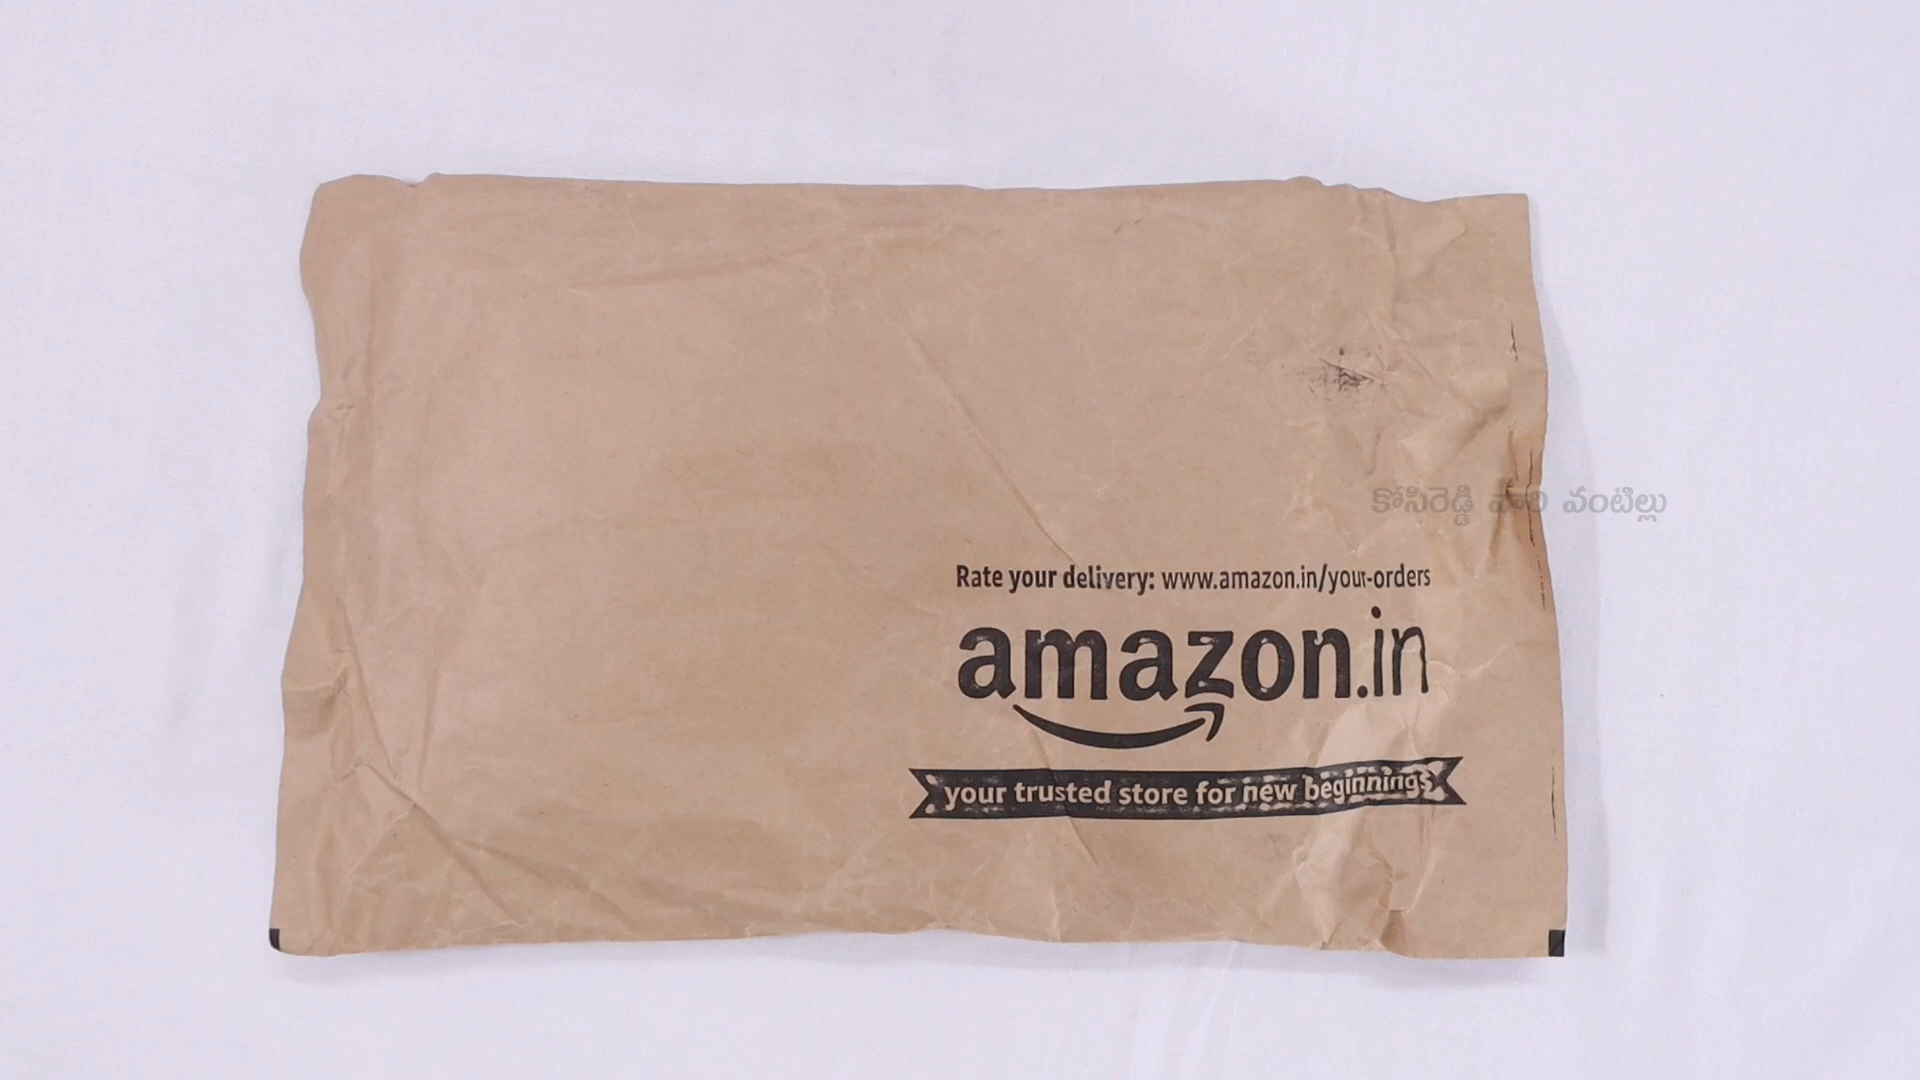 కోసిరెడ్డి వారి వంటిల్లు
Rate your delivery: www.amazon.in/your-orders
amazon.in
your trusted store for new beginnings